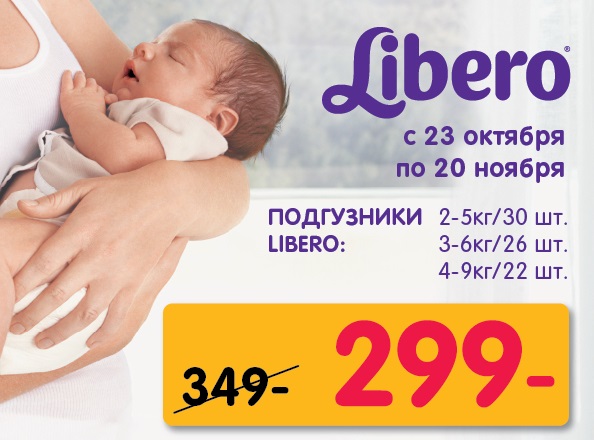 Libero®
с 23 октября
по 20 ноября
ПОДГУЗНИКИ 2-5кг/30 шт.
LIBERO: 3-6кг/26 шт.
4-9кг/22 шт.
349-
299-